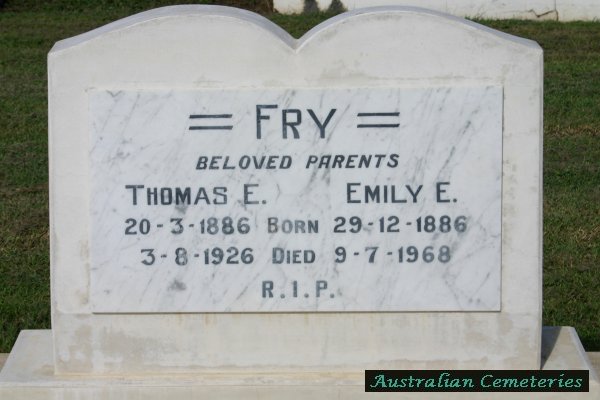 = FRY =
BELOVED PARENTS
THOMAS E. EMILY E.
20-3-1886 BORN 29-12-1886
3-8-1926 DIED 9-7-1968
R.I.P.
Australian Cemeteries